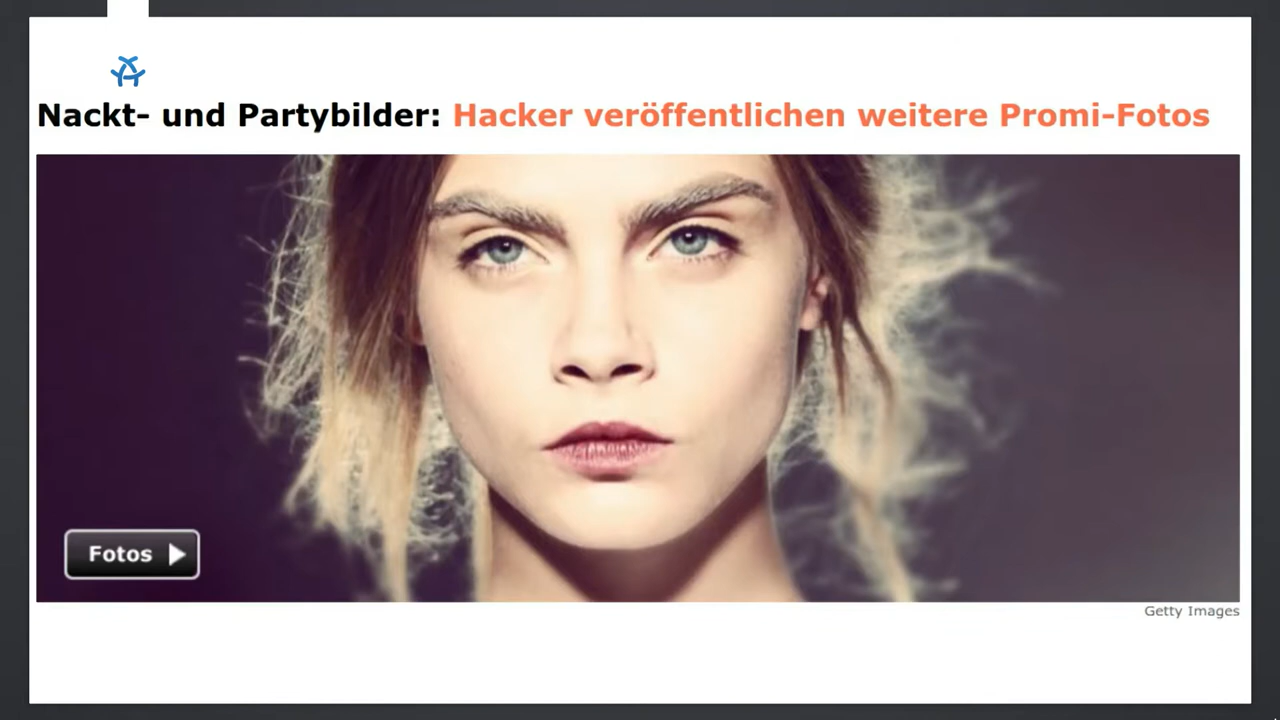 Nackt- und Partybilder: Hacker veröffentlichen weitere Promi-Fotos
Fotos
Getty Images